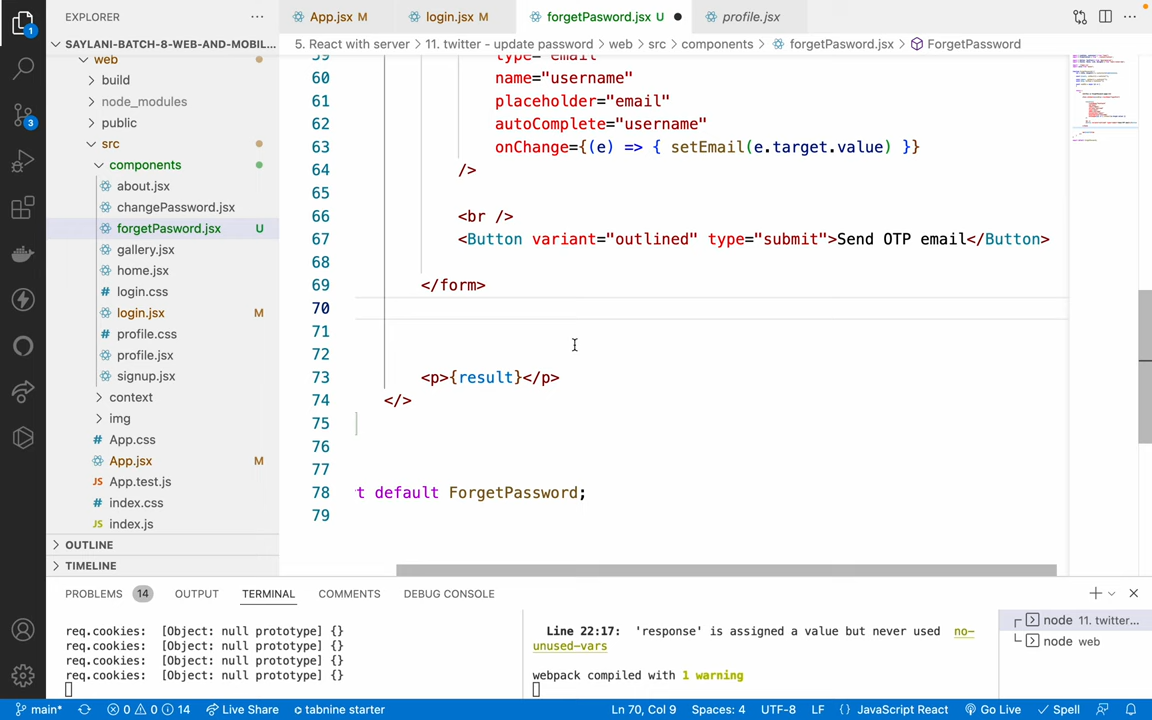 EXPLORER
SAYLANI-BATCH-8-WEB-AND-MOBIL...
web
build
node_modules
public
src
components
about.jsx
changePassword.jsx
forgetPasword.jsx U
gallery.jsx
home.jsx
login.css
login.jsx M
profile.css
profile.jsx
signup.jsx
context
img
App.css
App.jsx M
App.test.js
index.css
index.js
OUTLINE
TIMELINE
App.jsx M login.jsx M forgetPasword.jsx U profile.jsx
5. React with server > 11. twitter - update password > web > src > components > forgetPasword.jsx > ForgetPassword
60 name="username"
61 placeholder="email"
62 autoComplete="username"
63 onChange={(e) => { setEmail(e.target.value) }}
64 />
65
66 <br />
67 <Button variant="outlined" type="submit">Send OTP email</Button>
68
69 </form>
70
71
72
73 <p>{result}</p>
74 </>
75
76
77
78 t default ForgetPassword;
79
PROBLEMS 14 OUTPUT TERMINAL COMMENTS DEBUG CONSOLE
req.cookies: [Object: null prototype] {}
req.cookies: [Object: null prototype] {}
req.cookies: [Object: null prototype] {}
req.cookies: [Object: null prototype] {}
Line 22:17: 'response' is assigned a value but never used no-
unused-vars
webpack compiled with 1 warning
node 11. twitter...
node web
main* 0 0 14 Live Share tabnine starter Ln 70, Col 9 Spaces: 4 UTF-8 LF {} JavaScript React Go Live Spell